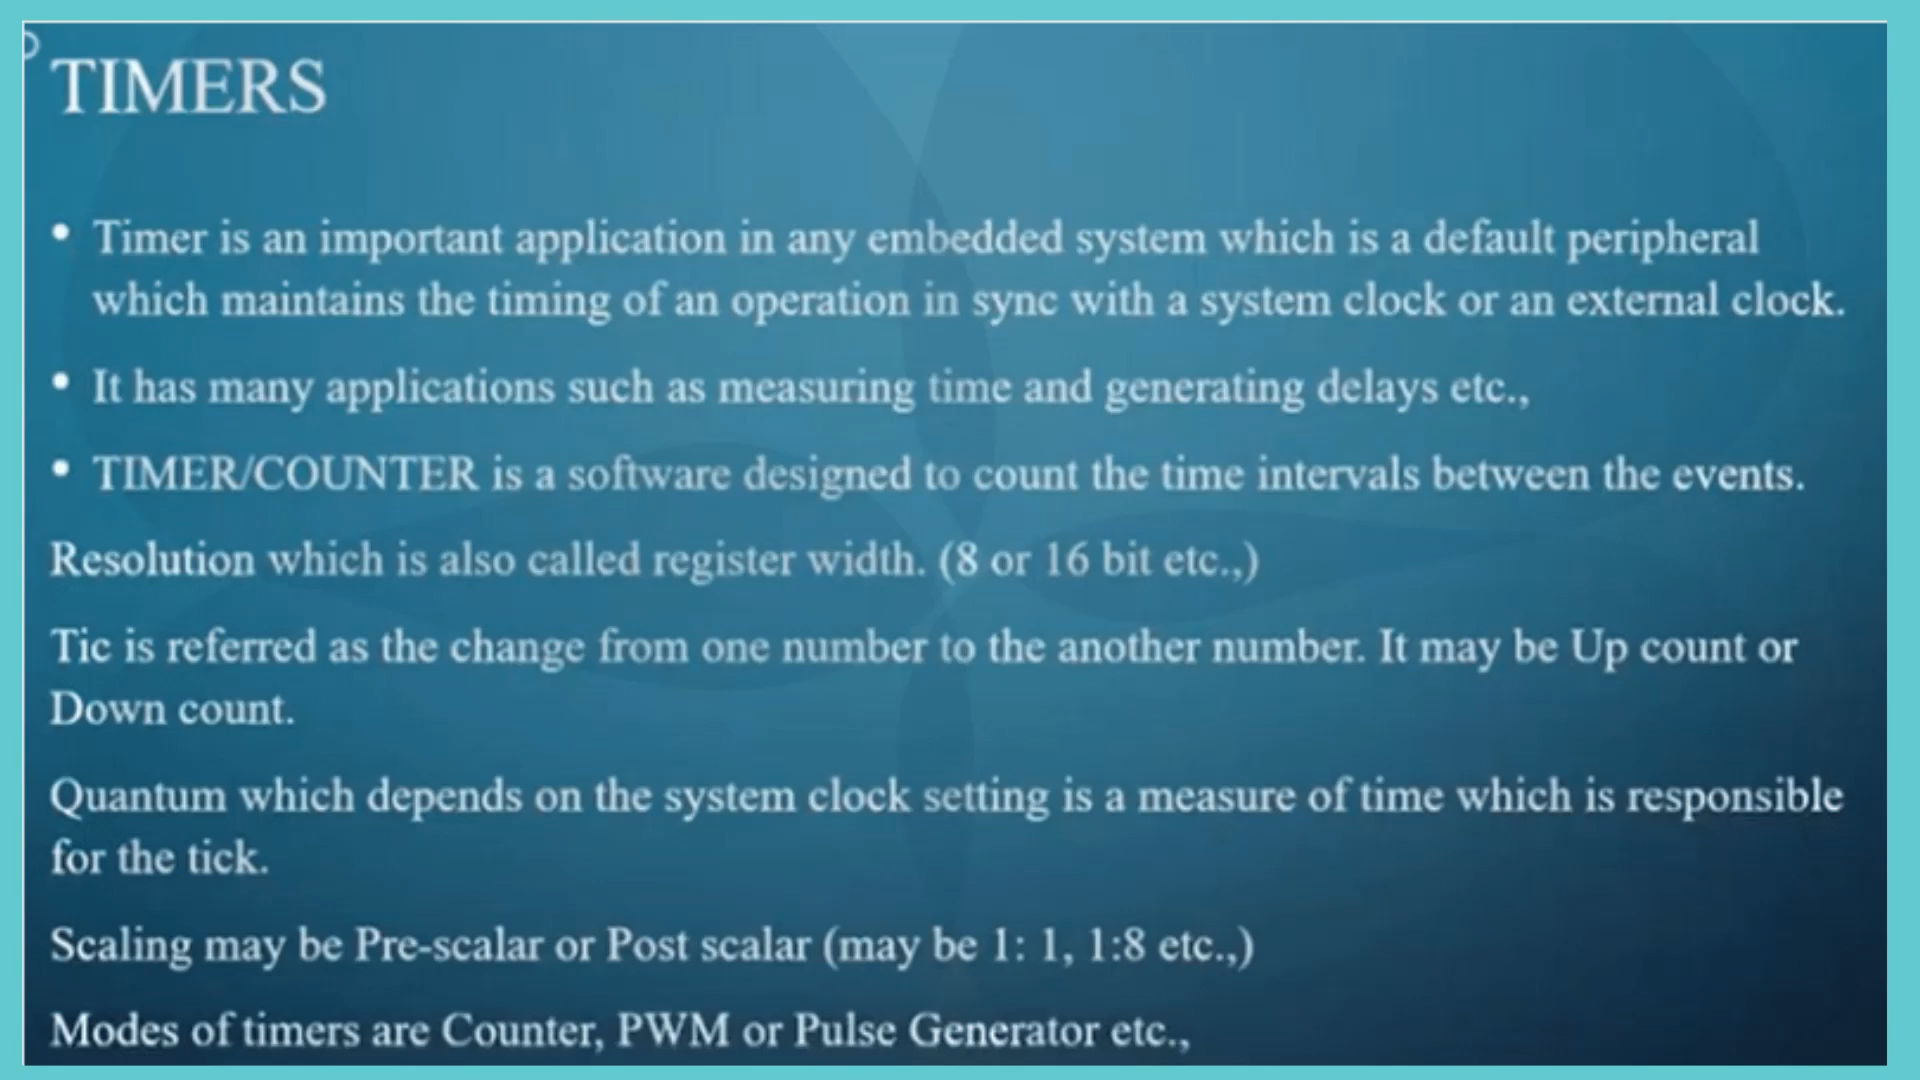 TIMERS
• Timer is an important application in any embedded system which is a default peripheral
which maintains the timing of an operation in sync with a system clock or an external clock.
• It has many applications such as measuring time and generating delays etc.,
• TIMER/COUNTER is a software designed to count the time intervals between the events.
Resolution which is also called register width. (8 or 16 bit etc.,)
Tic is referred as the change from one number to the another number. It may be Up count or
Down count.
Quantum which depends on the system clock setting is a measure of time which is responsible
for the tick.
Scaling may be Pre-scalar or Post scalar (may be 1: 1, 1:8 etc.,)
Modes of timers are Counter, PWM or Pulse Generator etc.,